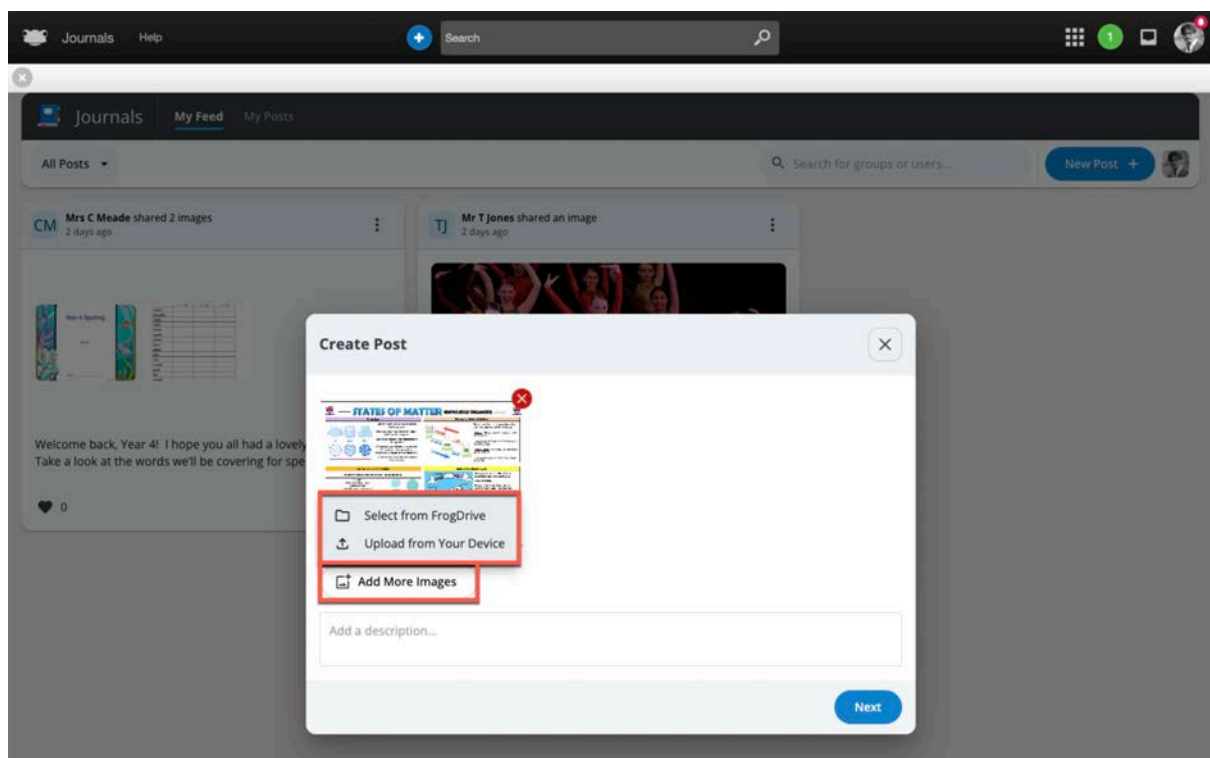 Journals Help Search 1
Journals My Feed My Posts
All Posts Search for groups or users... New Post +
CM Mrs C Meade shared 2 images
2 days ago
TJ Mr T Jones shared an image
2 days ago
Create Post
STATES OF MATTER
Welcome back, Year 4! I hope you had a lovely
Take a look at the words we'll be covering for spe
0
Select from FrogDrive
Upload from Your Device
Add More Images
Add a description...
Next